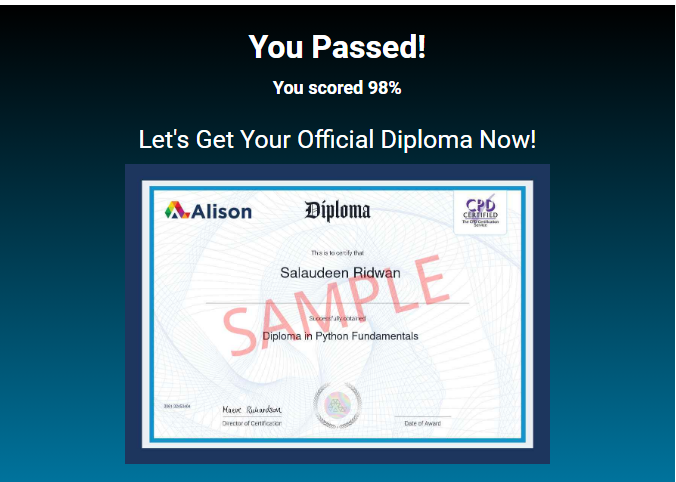 You Passed!
You scored 98%
Let's Get Your Official Diploma Now!
Alison
Diploma
CPD
CERTIFIED
The CPD Certification
Service
This is to certify that
Salaudeen Ridwan
SAMPLE
Successfully obtained
Diploma in Python Fundamentals
Director of Certification
Date of Award